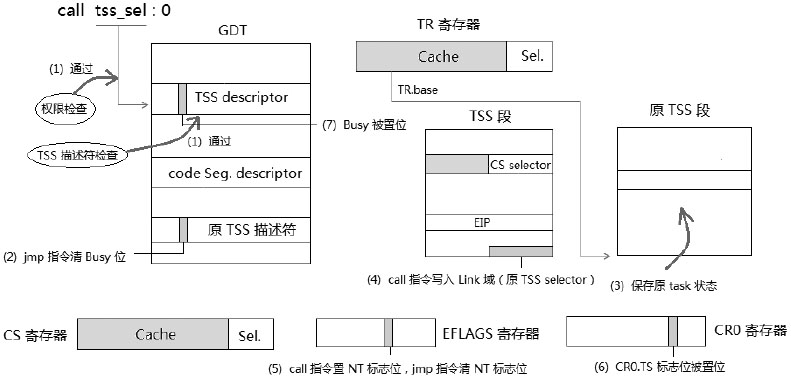 call tss_sel : 0
GDT
TR 寄存器
Cache
Sel.
(1) 通过
权限检查
TSS descriptor
TR.base
TSS 段
原 TSS 段
(7) Busy 被置位
(1) 通过
TSS 描述符检查
CS selector
code Seg. descriptor
EIP
原 TSS 描述符
(2) jmp 指令清 Busy 位
(4) call 指令写入 Link 域 ( 原 TSS selector )
(3) 保存原 task 状态
CS 寄存器
Cache
Sel.
EFLAGS 寄存器
CR0 寄存器
(5) call 指令置 NT 标志位 , jmp 指令清 NT 标志位
(6) CR0.TS 标志位被置位